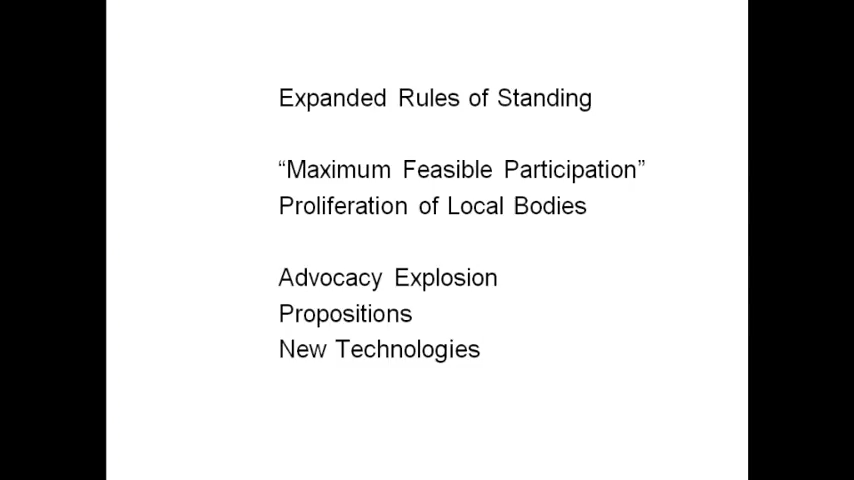 Expanded Rules of Standing
“Maximum Feasible Participation”
Proliferation of Local Bodies
Advocacy Explosion
Propositions
New Technologies